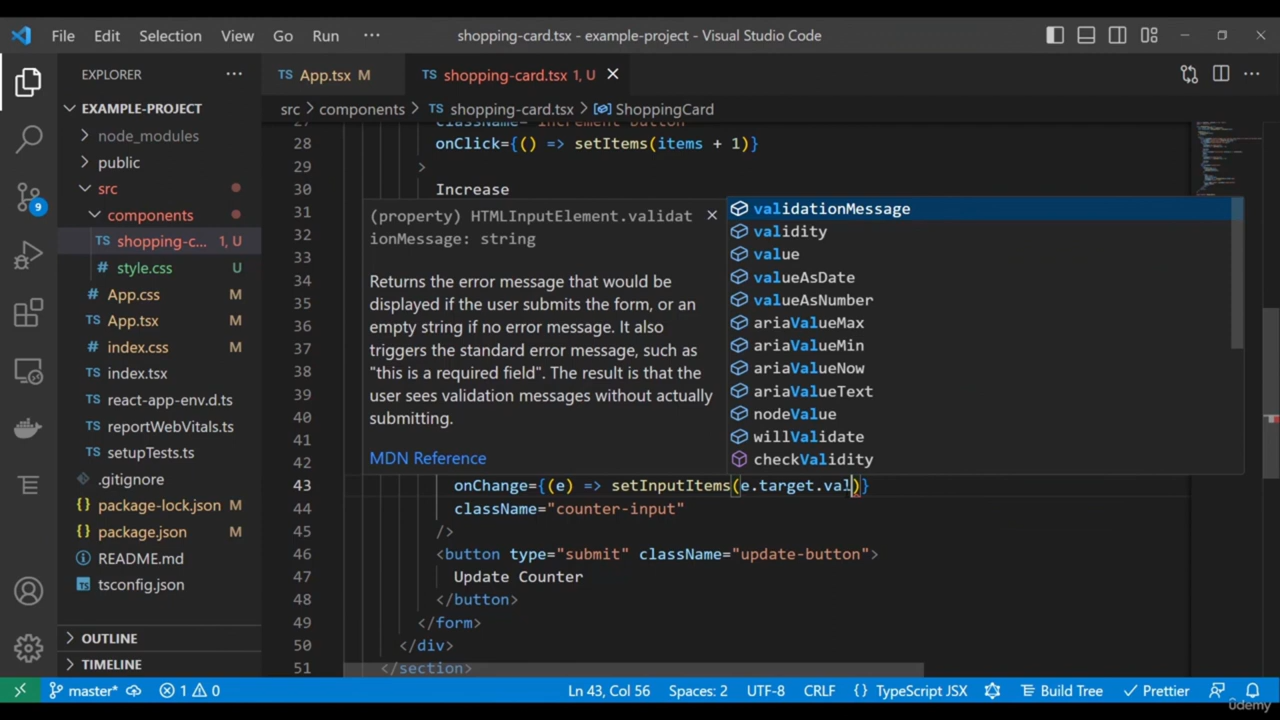 File Edit Selection View Go Run ··· shopping-card.tsx - example-project - Visual Studio Code
EXPLORER ···
TS App.tsx M TS shopping-card.tsx 1, U
EXAMPLE-PROJECT
src > components > TS shopping-card.tsx > ShoppingCard
node_modules
public
src
components
TS shopping-c... 1, U
# style.css U
# App.css M
TS App.tsx M
# index.css M
TS index.tsx
TS react-app-env.d.ts
TS reportWebVitals.ts
TS setupTests.ts
.gitignore
{} package-lock.json M
{} package.json M
README.md
tsconfig.json
OUTLINE
TIMELINE
9
27 className="increment-button"
28 onClick={() => setItems(items + 1)}
29 >
30 Increase
31
32
33
34
35
36
37
38
39
40
41
42
(property) HTMLInputElement.validat
ionMessage: string
Returns the error message that would be
displayed if the user submits the form, or an
empty string if no error message. It also
triggers the standard error message, such as
"this is a required field". The result is that the
user sees validation messages without actually
submitting.
MDN Reference
validationMessage
validity
value
valueAsDate
valueAsNumber
ariaValueMax
ariaValueMin
ariaValueNow
ariaValueText
nodeValue
willValidate
checkValidity
43 onChange={(e) => setInputItems(e.target.val)}
44 className="counter-input"
45 />
46 <button type="submit" className="update-button">
47 Update Counter
48 </button>
49 </form>
50 </div>
51 </section>
master* 1 0 Ln 43, Col 56 Spaces: 2 UTF-8 CRLF {} TypeScript JSX Build Tree Prettier
ûdemy